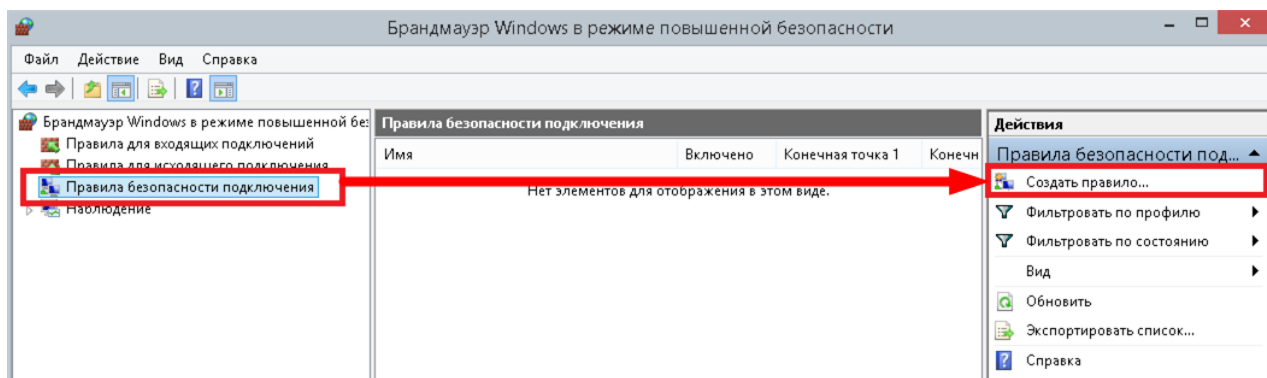 Брандмауэр Windows в режиме повышенной безопасности
Файл Действие Вид Справка
Брандмауэр Windows в режиме повышенной бе
Правила для входящих подключений
Правила для исходящего подключения
Правила безопасности подключения
Наблюдение
Правила безопасности подключения
Имя Включено Конечная точка 1 Конечн
Нет элементов для отображения в этом виде.
Действия
Правила безопасности под...
Создать правило...
Фильтровать по профилю
Фильтровать по состоянию
Вид
Обновить
Экспортировать список...
Справка